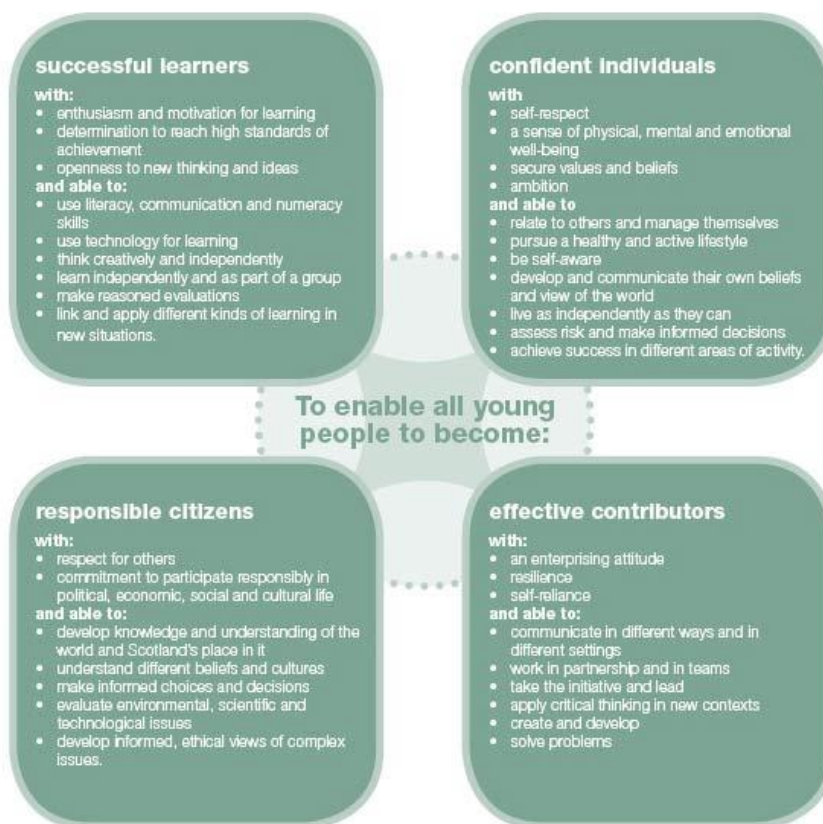 successful learners
with:
• enthusiasm and motivation for learning
• determination to reach high standards of
achievement
• openness to new thinking and ideas
and able to:
• use literacy, communication and numeracy
skills
• use technology for learning
• think creatively and independently
• learn independently and as part of a group
• make reasoned evaluations
• link and apply different kinds of learning in
new situations.
confident individuals
with
• self-respect
• a sense of physical, mental and emotional
well-being
• secure values and beliefs
• ambition
and able to
• relate to others and manage themselves
• pursue a healthy and active lifestyle
• be self-aware
• develop and communicate their own beliefs
and view of the world
• live as independently as they can
• assess risk and make informed decisions
• achieve success in different areas of activity.
To enable all young
people to become:
responsible citizens
with:
• respect for others
• commitment to participate responsibly in
political, economic, social and cultural life
and able to:
• develop knowledge and understanding of the
world and Scotland's place in it
• understand different beliefs and cultures
• make informed choices and decisions
• evaluate environmental, scientific and
technological issues
• develop informed, ethical views of complex
issues.
effective contributors
with:
• an enterprising attitude
• resilience
• self-reliance
and able to:
• communicate in different ways and in
different settings
• work in partnership and in teams
• take the initiative and lead
• apply critical thinking in new contexts
• create and develop
• solve problems